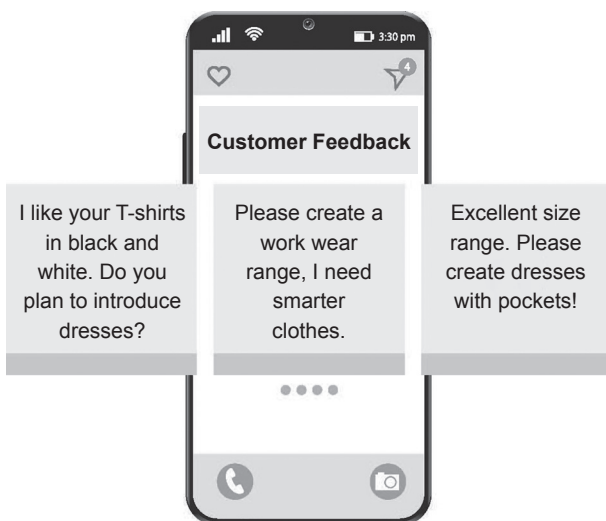 3:30 pm
4
Customer Feedback
I like your T-shirts
in black and
white. Do you
plan to introduce
dresses?
Please create a
work wear
range, I need
smarter
clothes.
Excellent size
range. Please
create dresses
with pockets!